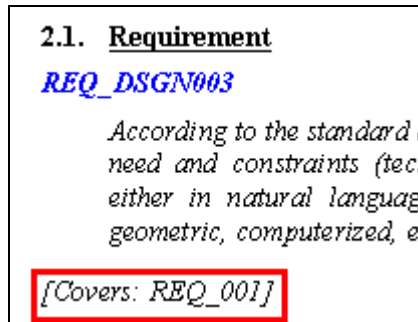 2.1. Requirement
REQ_DSGN003
According to the standard
need and constraints (tec
either in natural languag
geometric, computerized, e
[Covers: REQ_001]